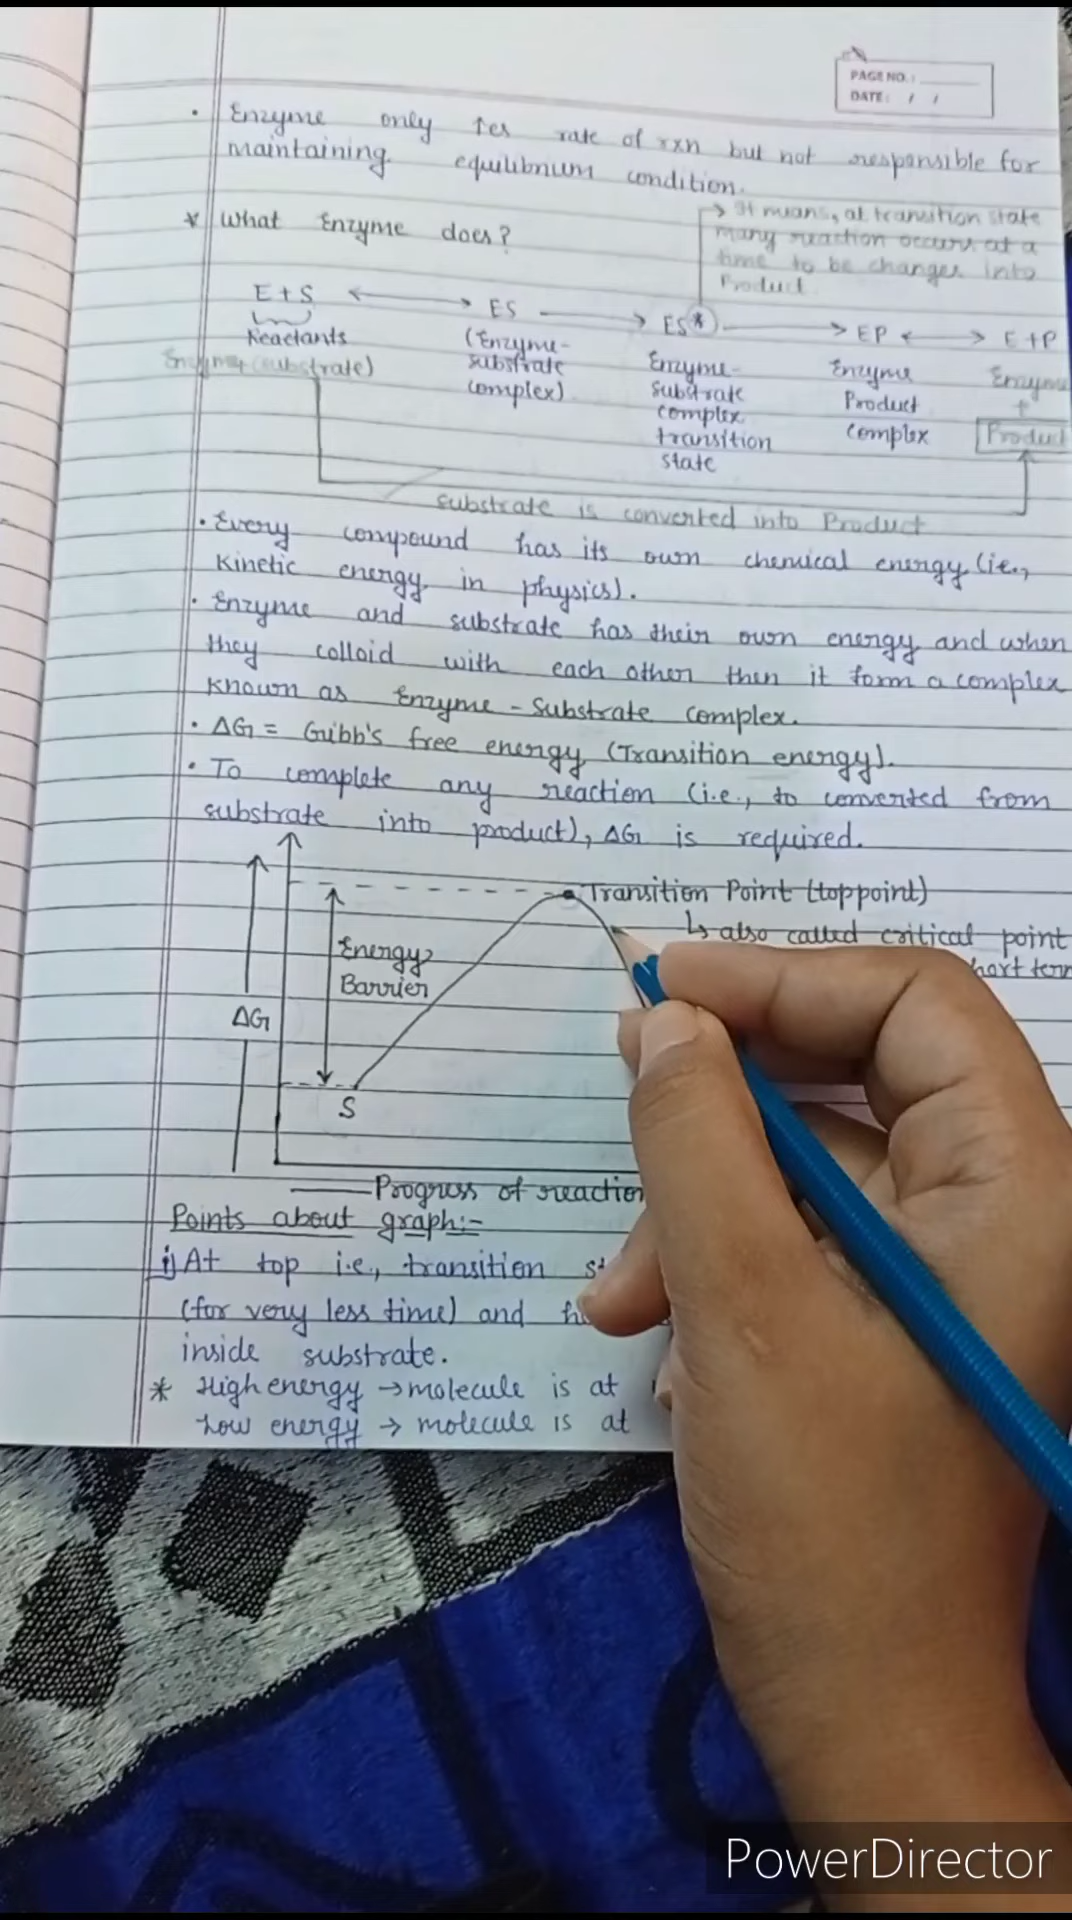 PAGE NO.:
DATE: / /
• Enzyme only ↑es rate of rxn but not responsible for
maintaining equilibrium condition.
* What Enzyme does?
→ It means, at transition state
many reaction occurs at a
time to be changes into
Product.
E+S ⟷ ES → ES* → EP ⟷ E+P
Reactants
(Enzyme-
substrate
complex)
Enzyme-
substrate
complex
transition
state
Enzyme
Product
complex
Enzyme
+
Product
(substrate)
substrate is converted into Product
• Every compound has its own chemical energy (i.e.,
Kinetic energy in physics).
• Enzyme and substrate has their own energy and when
they colloid with each other then it form a complex
known as Enzyme-Substrate complex.
• ΔG = Gibb's free energy (Transition energy).
• To complete any reaction (i.e., to converted from
substrate into product), ΔG is required.
Transition Point (top point)
↳ also called critical point
hort
Energy
Barrier
ΔG
S
Progress of reaction
Points about graph:-
i) At top i.e., transition
(for very less time) and
inside substrate.
* High energy → molecule is at
Low energy → molecule is at
PowerDirector